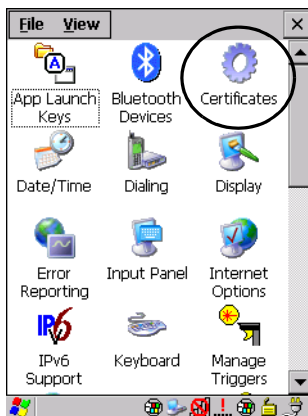 File View
App Launch Keys
Bluetooth Devices
Certificates
Date/Time
Dialing
Display
Error Reporting
Input Panel
Internet Options
IPv6 Support
Keyboard
Manage Triggers